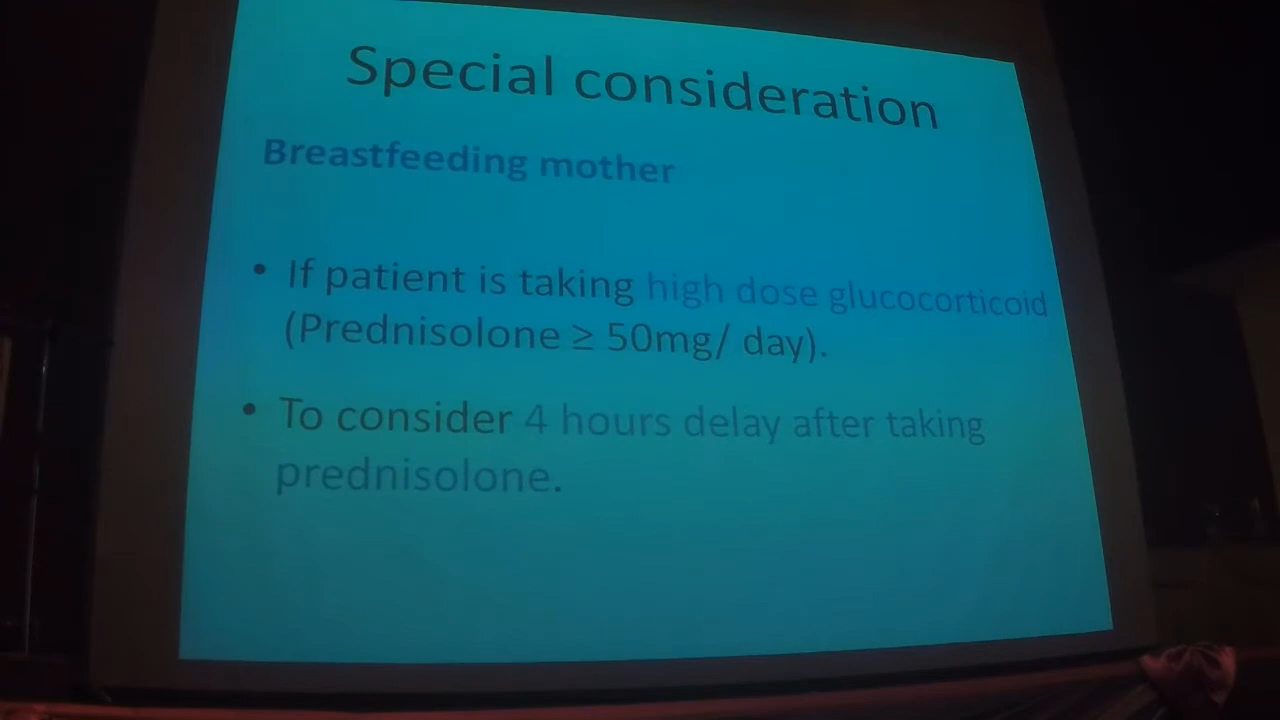 Special consideration
Breastfeeding mother
• If patient is taking high dose glucocorticoid
(Prednisolone ≥ 50mg/ day).
• To consider 4 hours delay after taking
prednisolone.